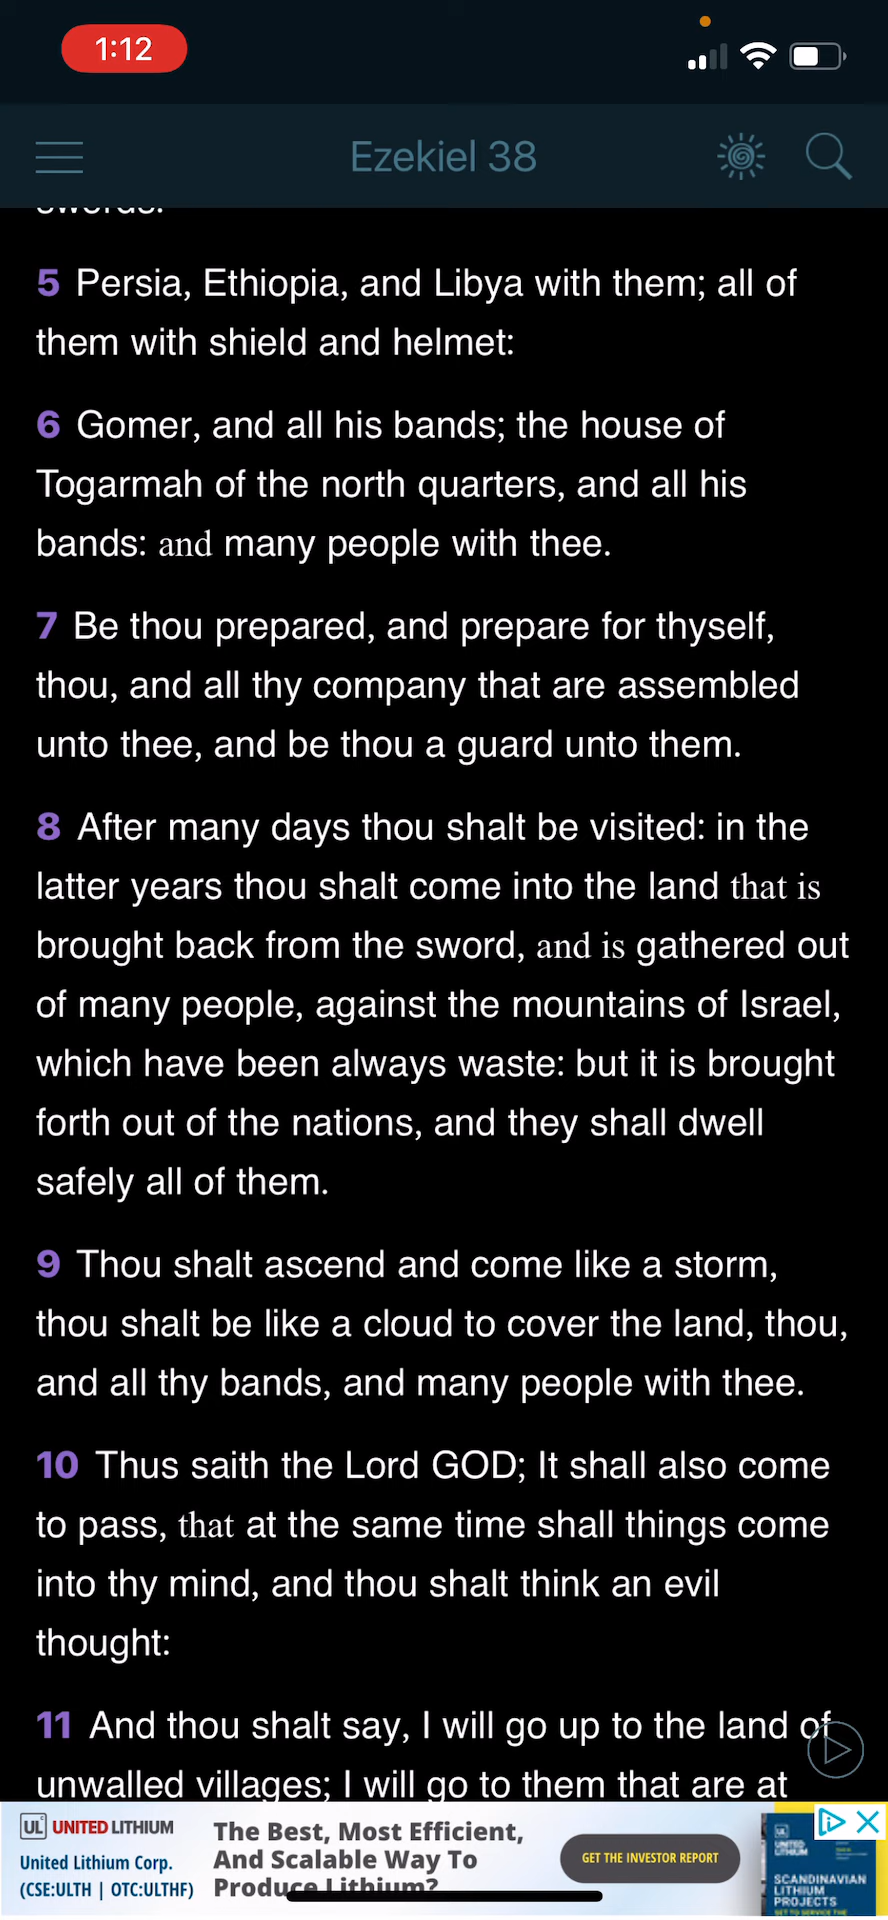 1:12
Ezekiel 38
swords:
5 Persia, Ethiopia, and Libya with them; all of
them with shield and helmet:
6 Gomer, and all his bands; the house of
Togarmah of the north quarters, and all his
bands: and many people with thee.
7 Be thou prepared, and prepare for thyself,
thou, and all thy company that are assembled
unto thee, and be thou a guard unto them.
8 After many days thou shalt be visited: in the
latter years thou shalt come into the land that is
brought back from the sword, and is gathered out
of many people, against the mountains of Israel,
which have been always waste: but it is brought
forth out of the nations, and they shall dwell
safely all of them.
9 Thou shalt ascend and come like a storm,
thou shalt be like a cloud to cover the land, thou,
and all thy bands, and many people with thee.
10 Thus saith the Lord GOD; It shall also come
to pass, that at the same time shall things come
into thy mind, and thou shalt think an evil
thought:
11 And thou shalt say, I will go up to the land of
unwalled villages; I will go to them that are at
UL UNITED LITHIUM
United Lithium Corp.
(CSE:ULTH | OTC:ULTHF)
The Best, Most Efficient,
And Scalable Way To
Produce Lithium?
GET THE INVESTOR REPORT
UL
UNITED
LITHIUM
SCANDINAVIAN
LITHIUM
PROJECTS